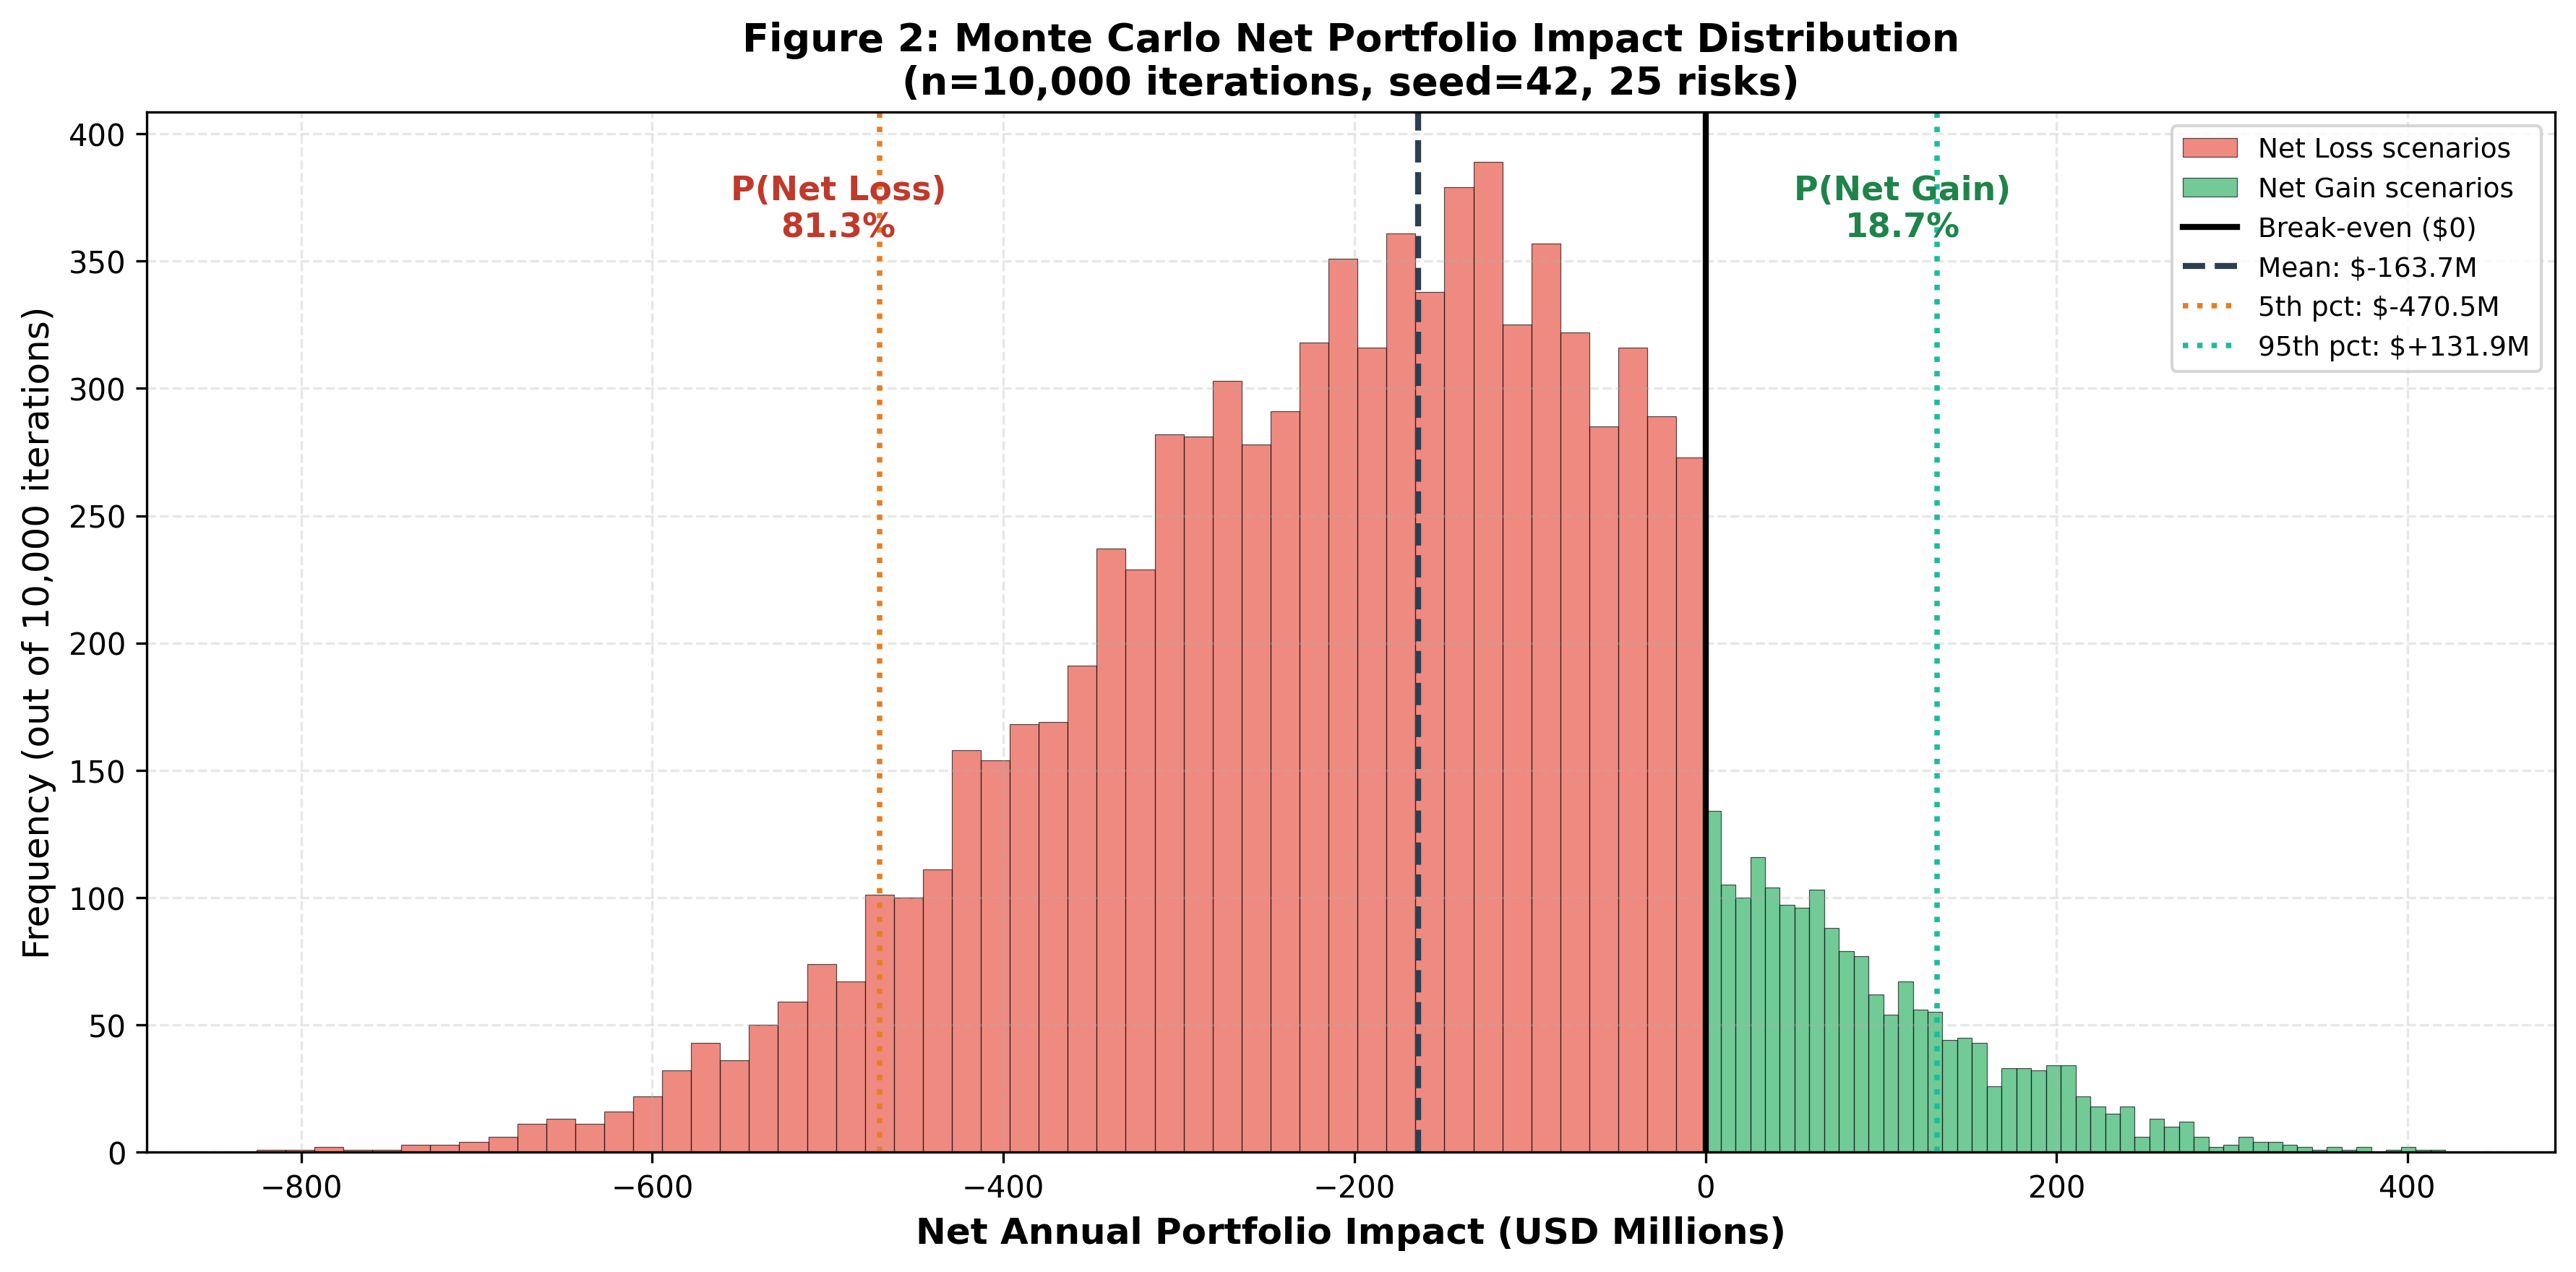 Figure 2: Monte Carlo Net Portfolio Impact Distribution
(n=10,000 iterations, seed=42, 25 risks)
Frequency (out of 10,000 iterations)
400
350
300
250
200
150
100
50
0
P(Net Loss)
81.3%
P(Net Gain)
18.7%
Net Loss scenarios
Net Gain scenarios
Break-even ($0)
Mean: $-163.7M
5th pct: $-470.5M
95th pct: $+131.9M
−800
−600
−400
−200
0
200
400
Net Annual Portfolio Impact (USD Millions)